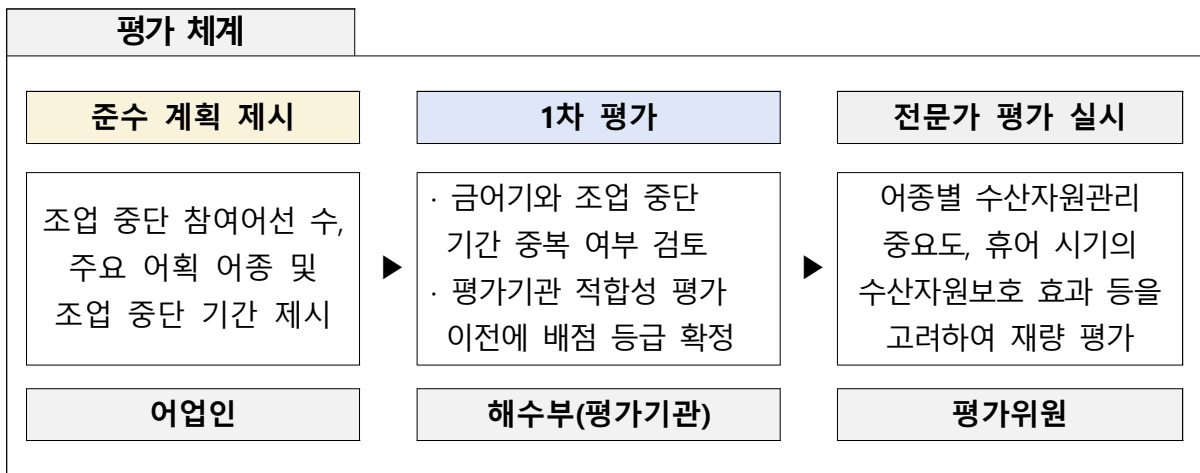 평가 체계
준수 계획 제시
1차 평가
전문가 평가 실시
조업 중단 참여어선 수,
주요 어획 어종 및
조업 중단 기간 제시
▶
· 금어기와 조업 중단
기간 중복 여부 검토
· 평가기관 적합성 평가
이전에 배점 등급 확정
▶
어종별 수산자원관리
중요도, 휴어 시기의
수산자원보호 효과 등을
고려하여 재량 평가
어업인
해수부(평가기관)
평가위원